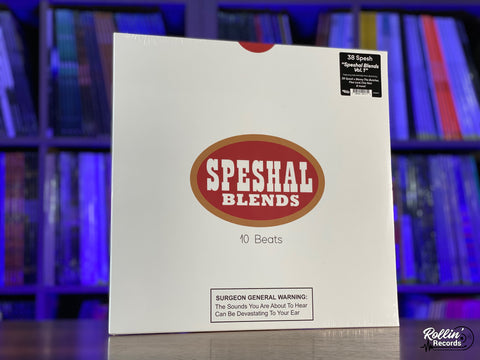 38 Spesh
"Speshal Blends
Vol. 1"
SPESHAL
BLENDS
10 Beats
SURGEON GENERAL WARNING:
The Sounds You Are About To Hear
Can Be Devastating To Your Ear
Rollin'
Records